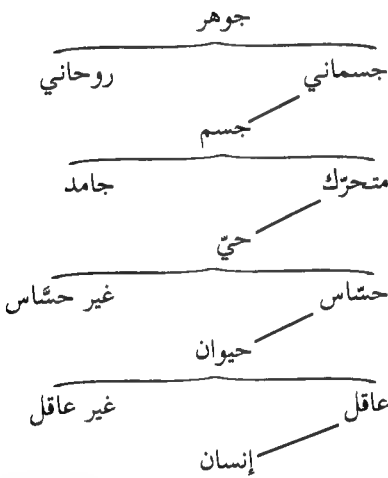 جوهر
جسماني روحاني
جسم
متحرّك جامد
حيّ
حسّاس غير حسَّاس
حيوان
عاقل غير عاقل
إنسان